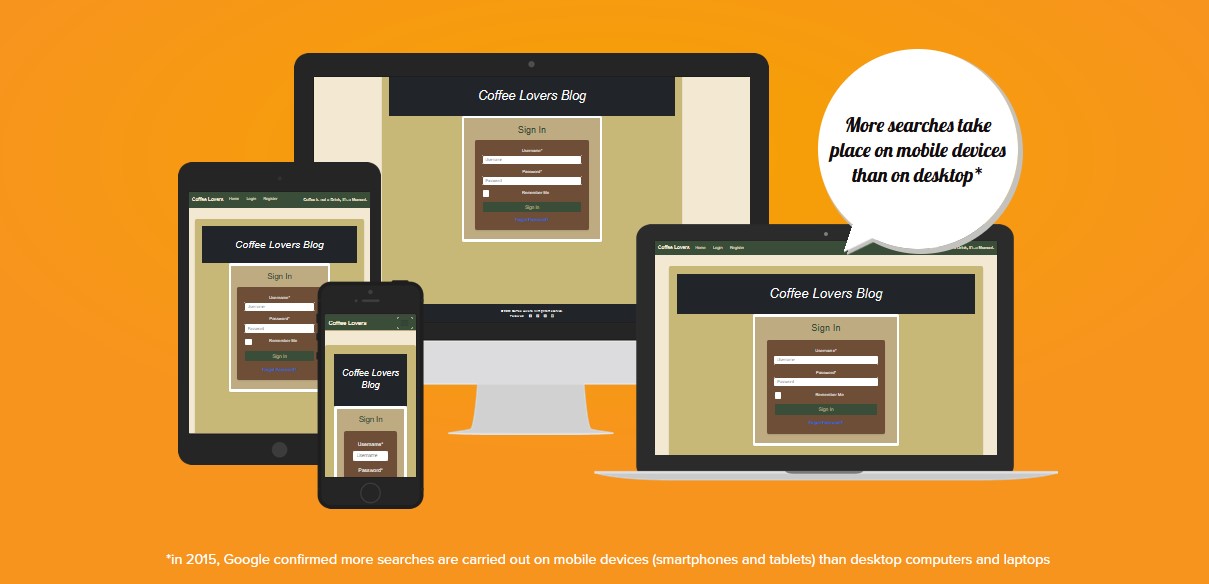 Coffee Lovers Blog
Sign In
Username*
Username
Password*
Password
Remember Me
Sign In
Forgot Password?
More searches take
place on mobile devices
than on desktop*
Coffee Lovers Home Login Register
Coffee Lovers Blog
Sign In
Username*
Username
Password*
Password
Remember Me
Sign In
Forgot Password?
Coffee Lovers
Coffee Lovers
Blog
Sign In
Username*
Username
Password*
Coffee Lovers Home Login Register
Coffee Lovers Blog
Sign In
Username*
Username
Password*
Password
Remember Me
Sign In
Forgot Password?
*in 2015, Google confirmed more searches are carried out on mobile devices (smartphones and tablets) than desktop computers and laptops